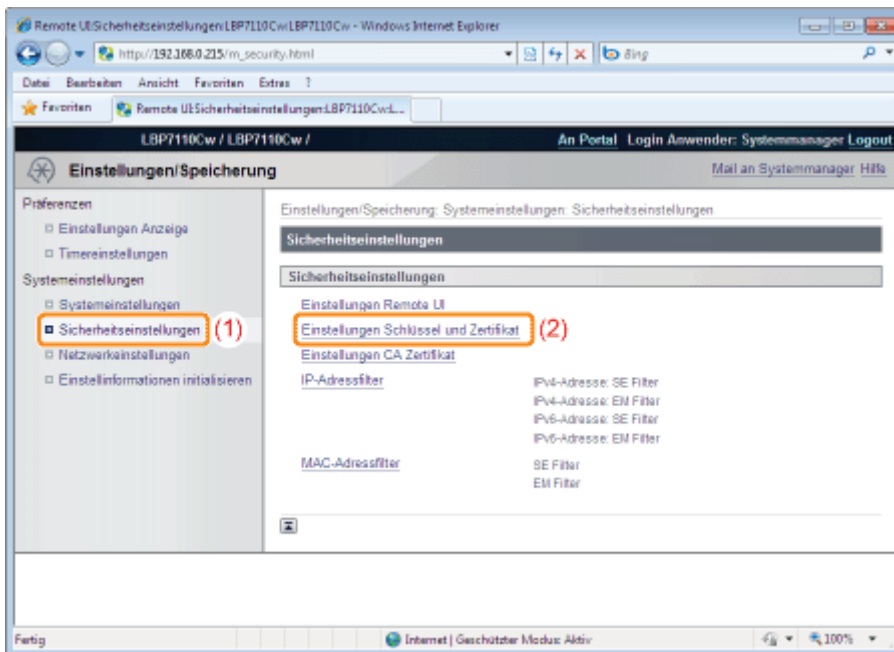 Remote UI:Sicherheitseinstellungen:LBP7110Cw:LBP7110Cw - Windows Internet Explorer
http://192.168.0.215/m_security.html
Bing
Datei Bearbeiten Ansicht Favoriten Extras ?
Favoriten Remote UI:Sicherheitseinstellungen:LBP7110Cw:L...
LBP7110Cw / LBP7110Cw / An Portal Login Anwender: Systemmanager Logout
Einstellungen/Speicherung Mail an Systemmanager Hilfe
Präferenzen
Einstellungen Anzeige
Timereinstellungen
Systemeinstellungen
Systemeinstellungen
Sicherheitseinstellungen (1)
Netzwerkeinstellungen
Einstellinformationen initialisieren
Einstellungen/Speicherung: Systemeinstellungen: Sicherheitseinstellungen
Sicherheitseinstellungen
Sicherheitseinstellungen
Einstellungen Remote UI
Einstellungen Schlüssel und Zertifikat (2)
Einstellungen CA Zertifikat
IP-Adressfilter IPv4-Adresse: SE Filter
IPv4-Adresse: EM Filter
IPv6-Adresse: SE Filter
IPv6-Adresse: EM Filter
MAC-Adressfilter SE Filter
EM Filter
Fertig Internet | Geschützter Modus: Aktiv 100%